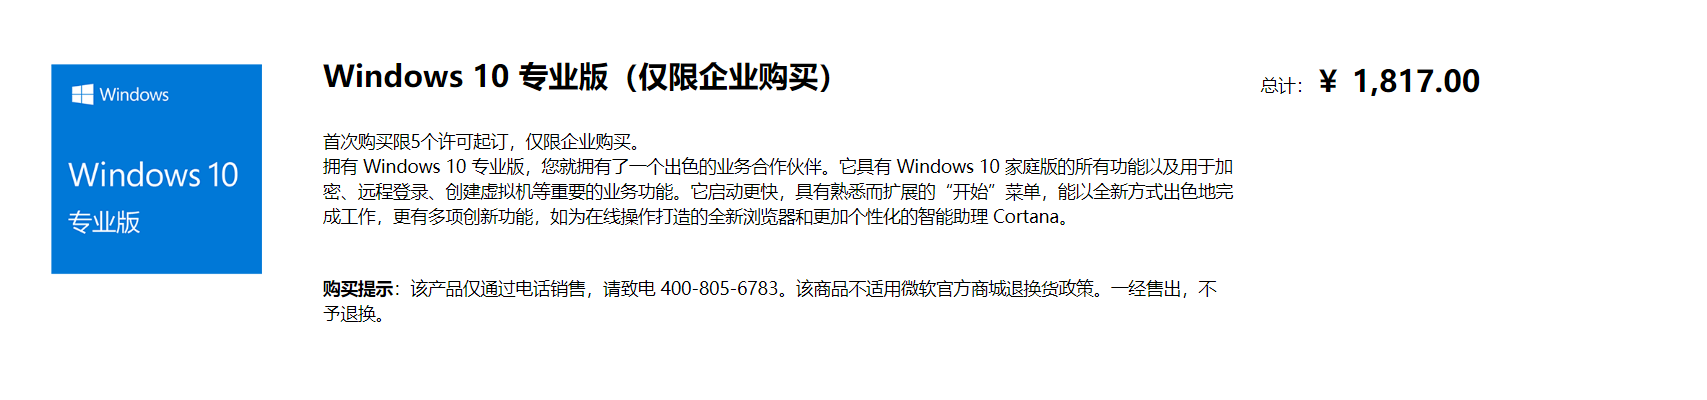 Windows
Windows 10
专业版
Windows 10 专业版（仅限企业购买）
总计： ¥ 1,817.00
首次购买限5个许可起订，仅限企业购买。
拥有 Windows 10 专业版，您就拥有了一个出色的业务合作伙伴。它具有 Windows 10 家庭版的所有功能以及用于加
密、远程登录、创建虚拟机等重要的业务功能。它启动更快，具有熟悉而扩展的“开始”菜单，能以全新方式出色地完
成工作，更有多项创新功能，如为在线操作打造的全新浏览器和更加个性化的智能助理 Cortana。
购买提示：该产品仅通过电话销售，请致电 400-805-6783。该商品不适用微软官方商城退换货政策。一经售出，不
予退换。